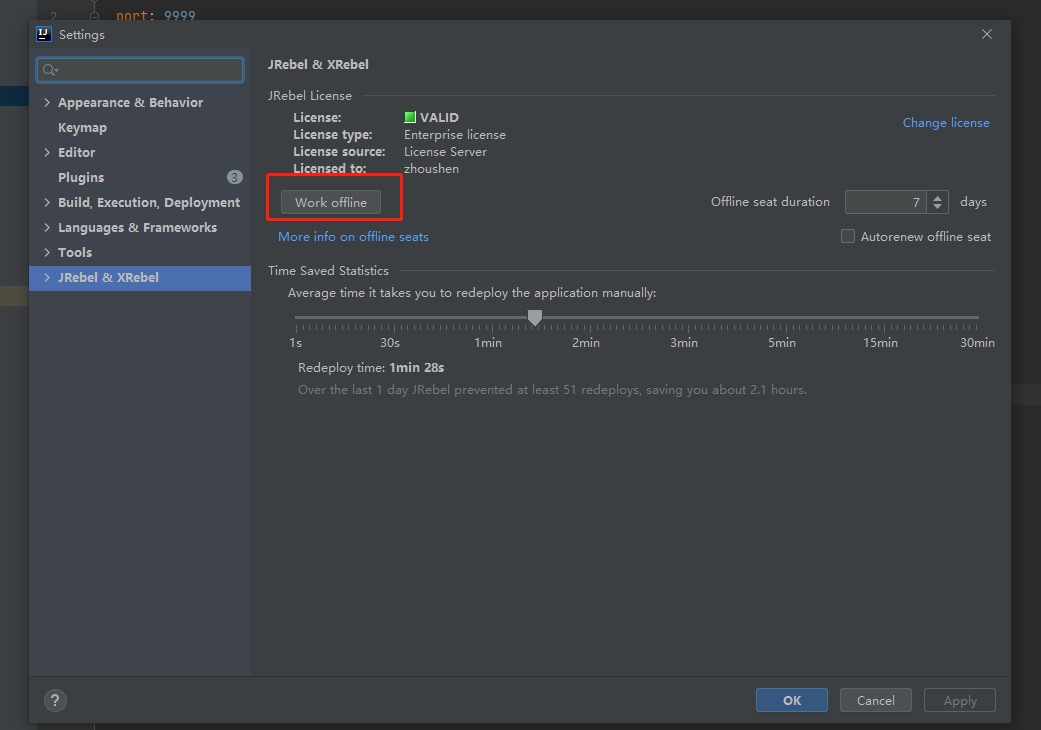 2 port: 9999
IJ Settings
Appearance & Behavior
Keymap
Editor
Plugins 3
Build, Execution, Deployment
Languages & Frameworks
Tools
JRebel & XRebel
JRebel & XRebel
JRebel License
License: VALID
Change license
License type: Enterprise license
License source: License Server
Licensed to: zhoushen
Work offline
Offline seat duration 7 days
More info on offline seats
Autorenew offline seat
Time Saved Statistics
Average time it takes you to redeploy the application manually:
1s 30s 1min 2min 3min 5min 15min 30min
Redeploy time: 1min 28s
Over the last 1 day JRebel prevented at least 51 redeploys, saving you about 2.1 hours.
? OK Cancel Apply